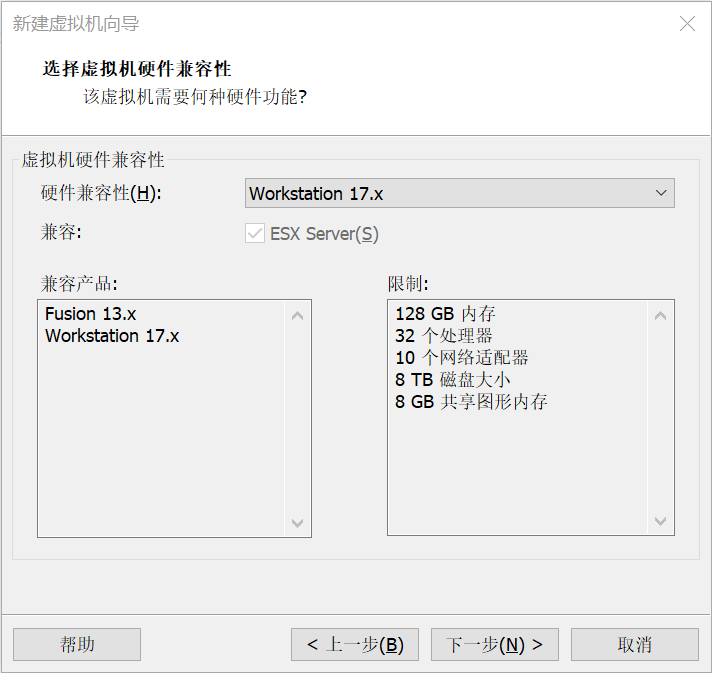 新建虚拟机向导
选择虚拟机硬件兼容性
该虚拟机需要何种硬件功能?
虚拟机硬件兼容性
硬件兼容性(H):
Workstation 17.x
兼容:
ESX Server(S)
兼容产品:
Fusion 13.x
Workstation 17.x
限制:
128 GB 内存
32 个处理器
10 个网络适配器
8 TB 磁盘大小
8 GB 共享图形内存
帮助
< 上一步(B)
下一步(N) >
取消